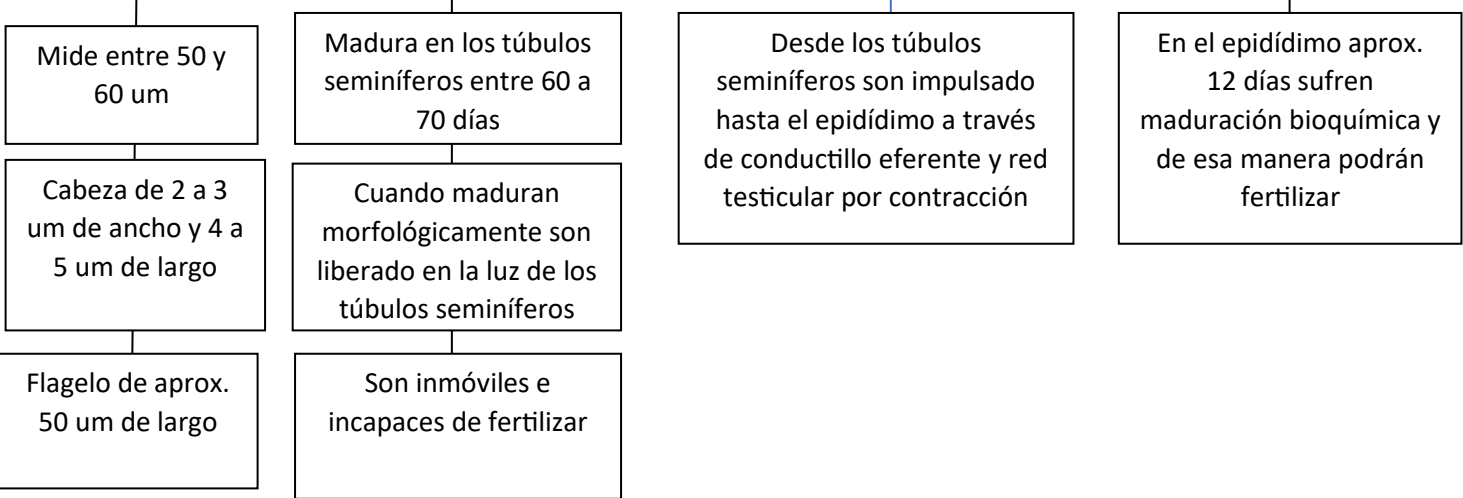 Mide entre 50 y
60 um
Cabeza de 2 a 3
um de ancho y 4 a
5 um de largo
Flagelo de aprox.
50 um de largo
Madura en los túbulos
seminíferos entre 60 a
70 días
Cuando maduran
morfológicamente son
liberado en la luz de los
túbulos seminíferos
Son inmóviles e
incapaces de fertilizar
Desde los túbulos
seminíferos son impulsado
hasta el epidídimo a través
de conductillo eferente y red
testicular por contracción
En el epidídimo aprox.
12 días sufren
maduración bioquímica y
de esa manera podrán
fertilizar